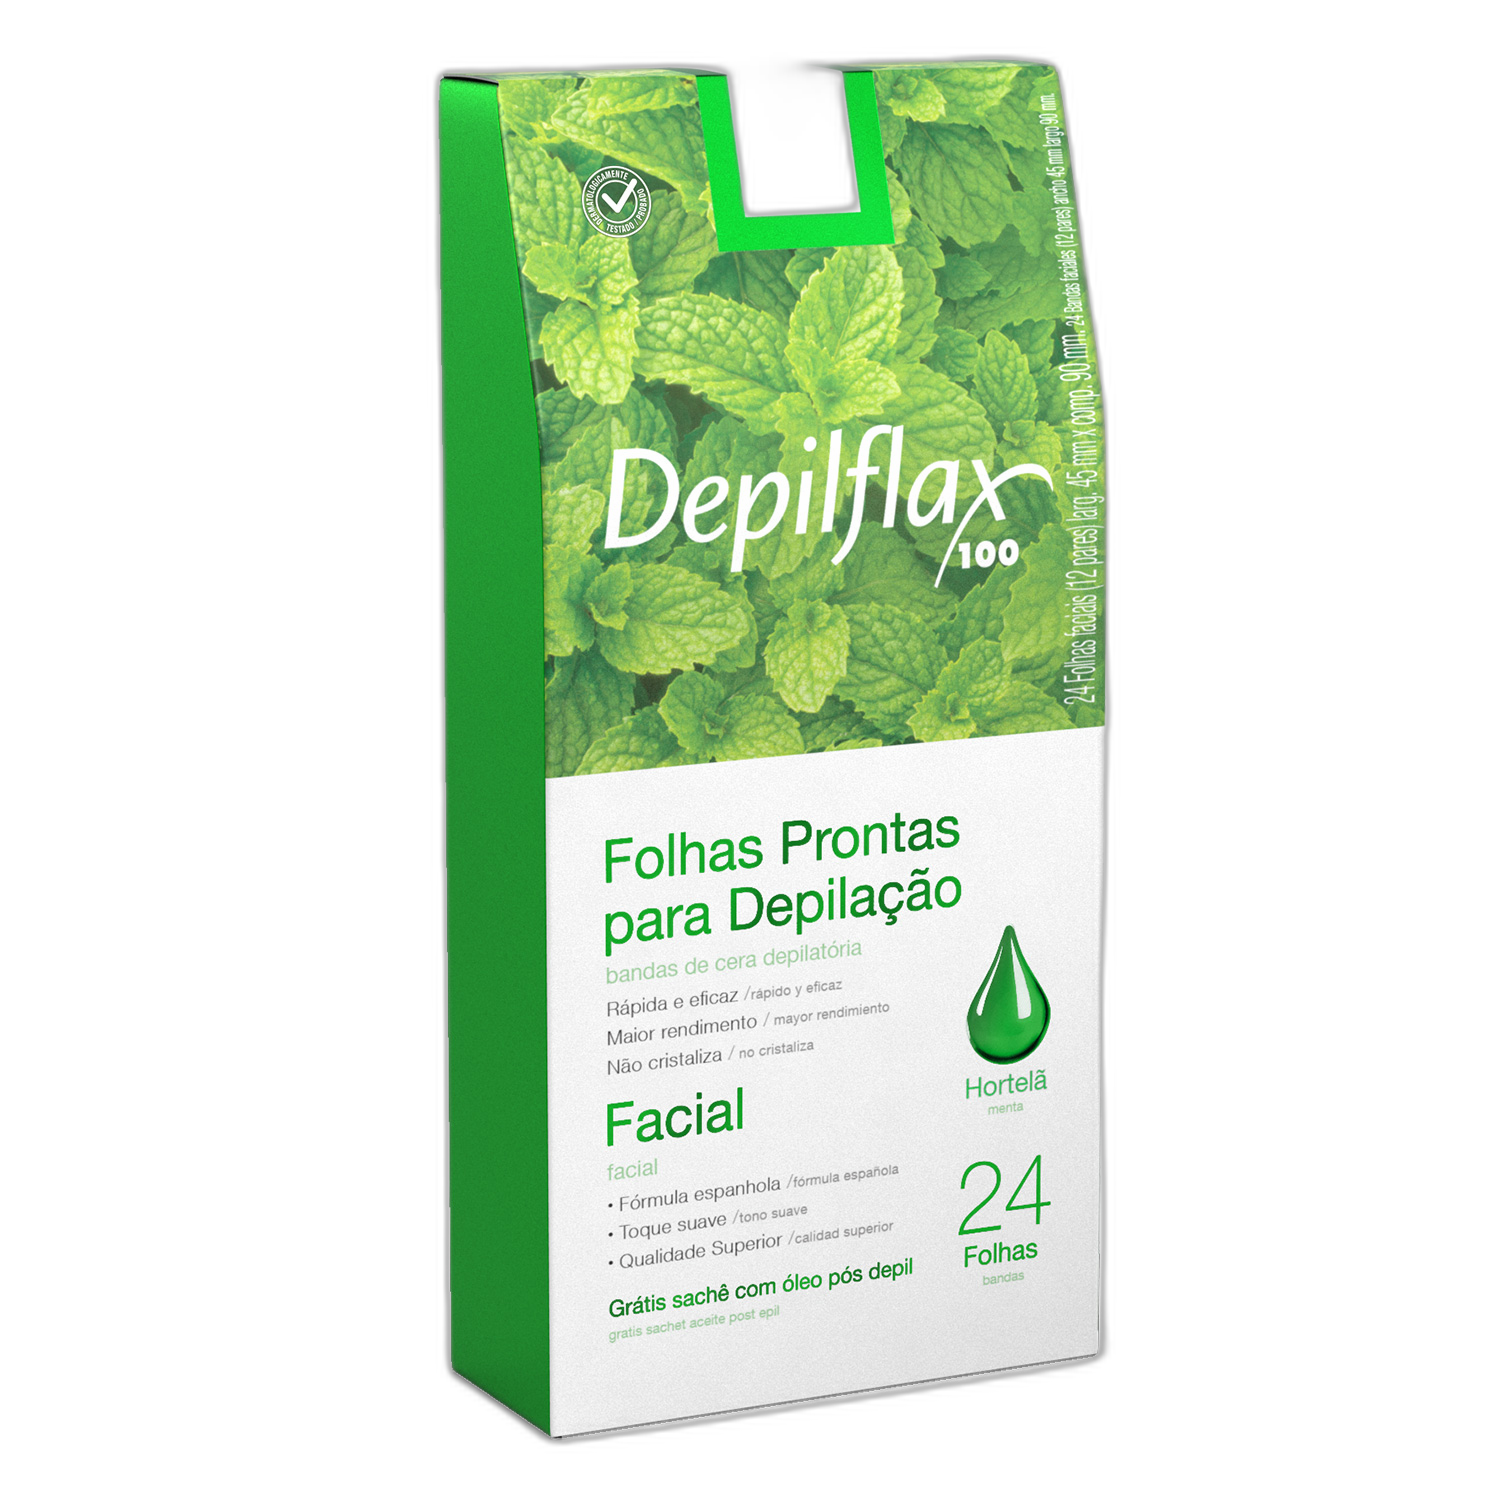 DERMATOLOGICAMENTE
TESTADO / PROBADO
Depilflax
100
24 Folhas faciais (12 pares) larg. 45 mm x comp. 90 mm. 24 Bandas faciales (12 pares) ancho 45 mm largo 90 mm.
Folhas Prontas
para Depilação
bandas de cera depilatória
Rápida e eficaz /rápido y eficaz
Maior rendimento / mayor rendimiento
Não cristaliza / no cristaliza
Hortelã
menta
Facial
facial
• Fórmula espanhola /fórmula española
• Toque suave /tono suave
• Qualidade Superior /calidad superior
24
Folhas
bandas
Grátis sachê com óleo pós depil
gratis sachet aceite post epil